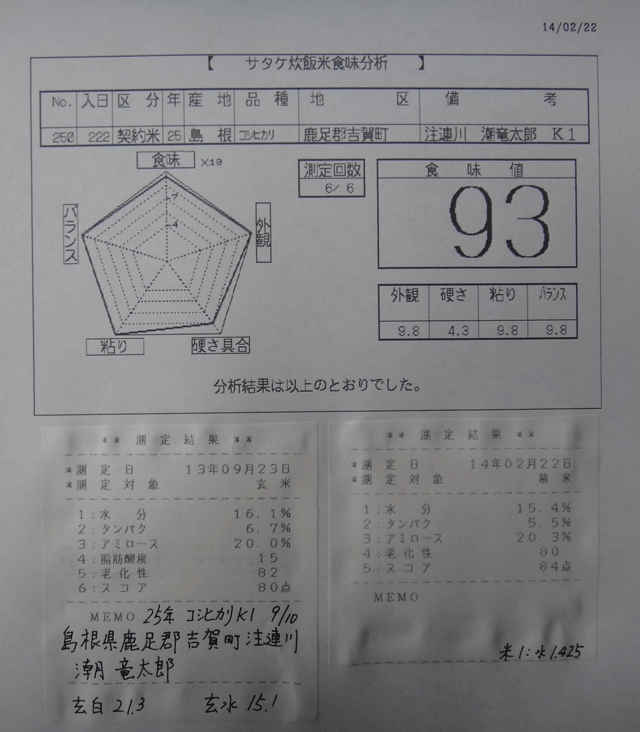 14/02/22
【 サタケ炊飯米食味分析 】
No. 入日 区分 年 産地 品種 地区 備考
250 222 契約米 25 島根 コシヒカリ 鹿足郡吉賀町 注連川 潮竜太郎 K1
食味 ×10
7
4
外観
硬さ具合
粘り
バランス
測定回数
6/ 6
食味値
93
外観 硬さ 粘り バランス
9.8 4.3 9.8 9.8
分析結果は以上のとおりでした。
** 測定結果 **
*測定日 13年09月23日
*測定対象 玄米
1:水分 16.1%
2:タンパク 6.7%
3:アミロース 20.0%
4:脂肪酸度 15
5:老化性 82
6:スコア 80点
MEMO 25年 コシヒカリK1 9/10
島根県鹿足郡吉賀町注連川
潮 竜太郎
玄白21.3 玄水15.1
** 測定結果 **
*測定日 14年02月22日
*測定対象 精米
1:水分 15.4%
2:タンパク 5.5%
3:アミロース 20.3%
4:老化性 80
5:スコア 84点
MEMO
米1:水1.425